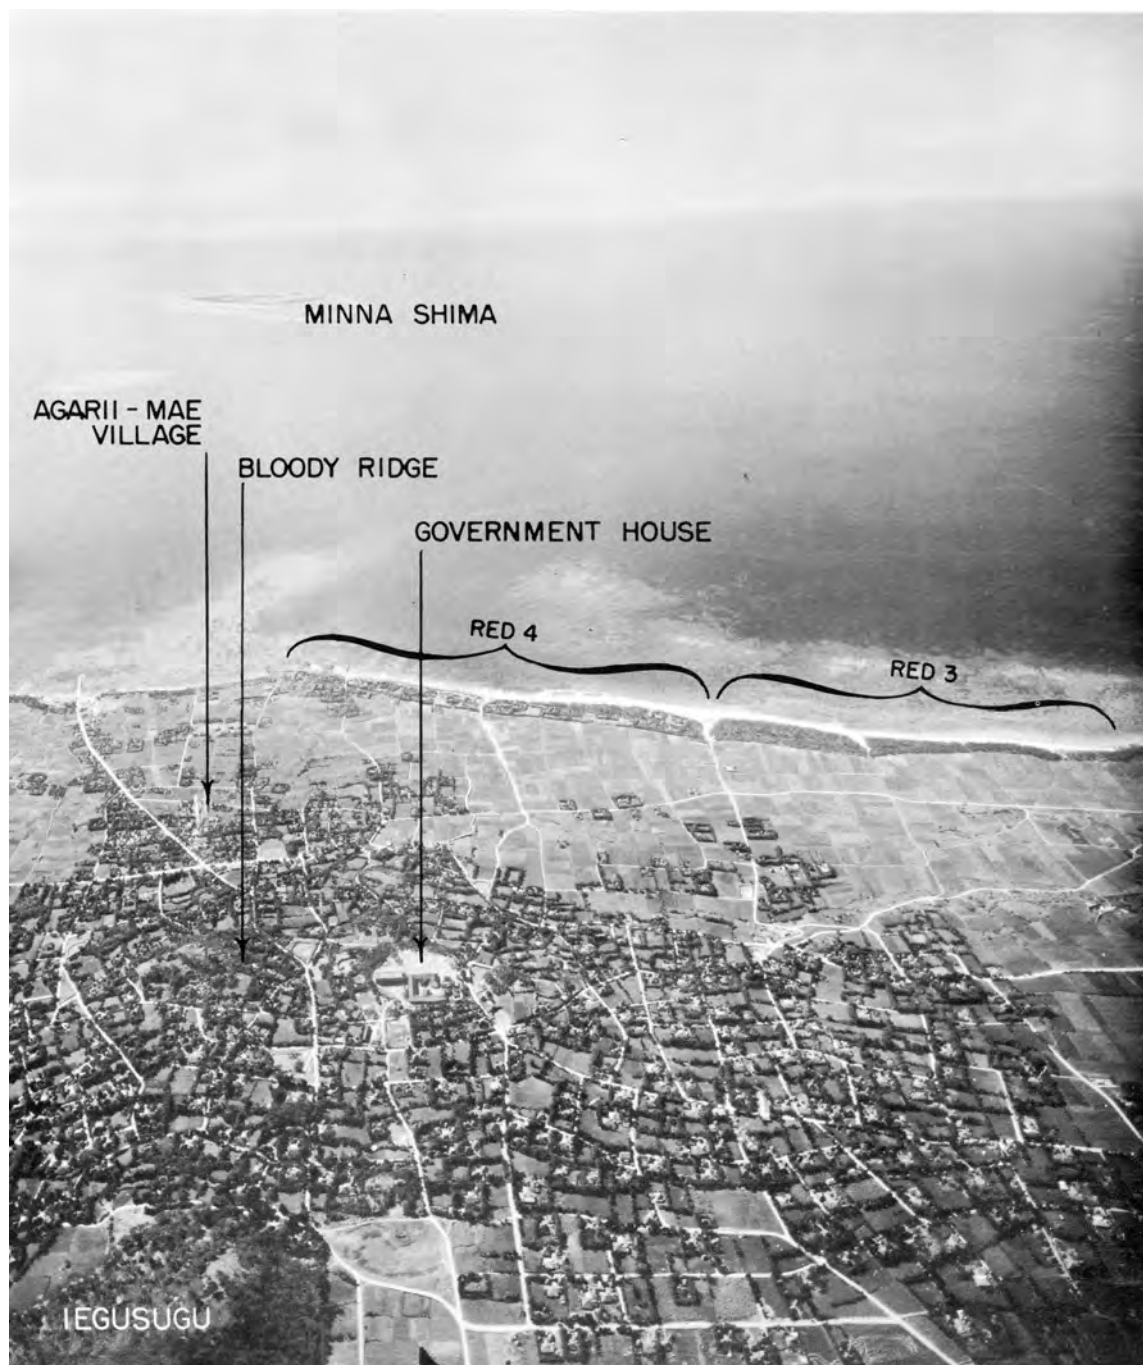 MINNA SHIMA
AGARII - MAE
VILLAGE
BLOODY RIDGE
GOVERNMENT HOUSE
RED 4
RED 3
IEGUSUGU